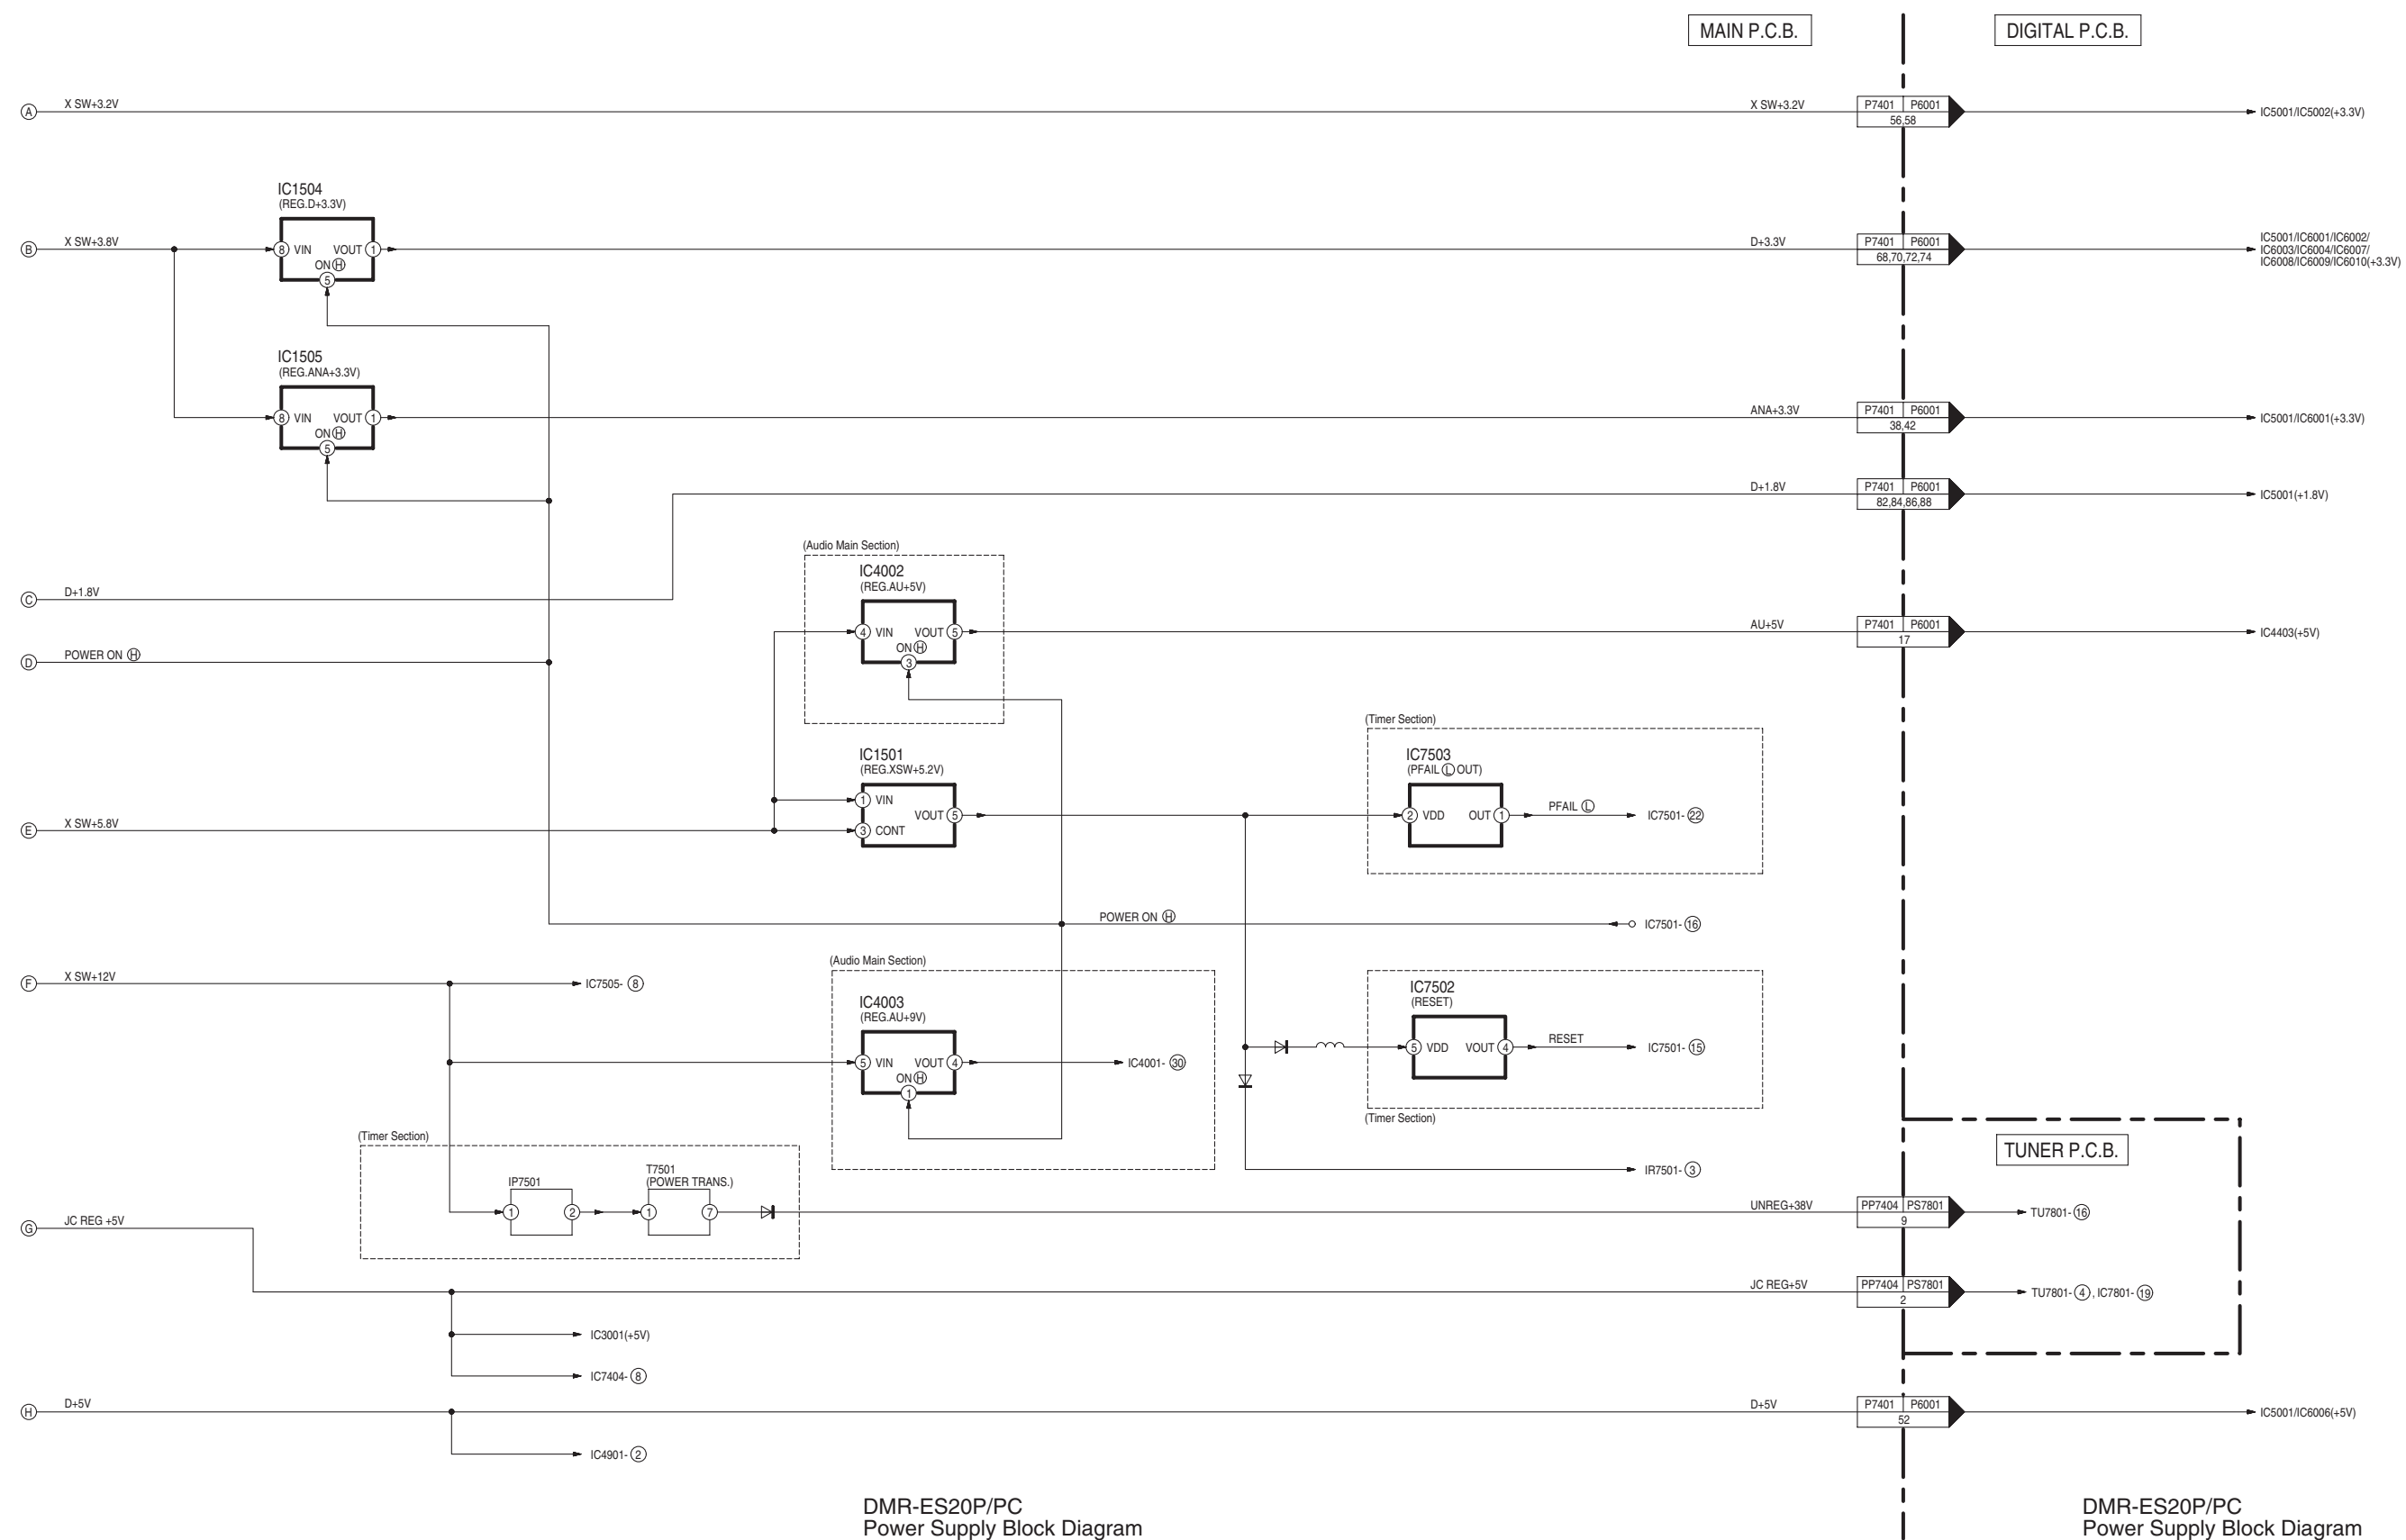 MAIN P.C.B.
DIGITAL P.C.B.
A X SW+3.2V
X SW+3.2V
P7401 P6001
56,58
IC5001/IC5002(+3.3V)
IC1504
(REG.D+3.3V)
B X SW+3.8V
8 VIN VOUT 1
ON H
5
D+3.3V
P7401 P6001
68,70,72,74
IC5001/IC6001/IC6002/
IC6003/IC6004/IC6007/
IC6008/IC6009/IC6010(+3.3V)
IC1505
(REG.ANA+3.3V)
8 VIN VOUT 1
ON H
5
ANA+3.3V
P7401 P6001
38,42
IC5001/IC6001(+3.3V)
D+1.8V
P7401 P6001
82,84,86,88
IC5001(+1.8V)
C D+1.8V
(Audio Main Section)
IC4002
(REG.AU+5V)
4 VIN VOUT 5
ON H
3
AU+5V
P7401 P6001
17
IC4403(+5V)
D POWER ON H
IC1501
(REG.XSW+5.2V)
1 VIN
VOUT 5
3 CONT
E X SW+5.8V
(Timer Section)
IC7503
(PFAIL L OUT)
2 VDD OUT 1
PFAIL L
IC7501- 22
POWER ON H
IC7501- 16
F X SW+12V
IC7505- 8
(Audio Main Section)
IC4003
(REG.AU+9V)
5 VIN VOUT 4
ON H
1
IC4001- 30
IC7502
(RESET)
5 VDD VOUT 4
RESET
IC7501- 15
(Timer Section)
IR7501- 3
TUNER P.C.B.
(Timer Section)
IP7501
1 2
T7501
(POWER TRANS.)
1 7
UNREG+38V
PP7404 PS7801
9
TU7801- 16
G JC REG +5V
JC REG+5V
PP7404 PS7801
2
TU7801- 4 , IC7801- 19
IC3001(+5V)
IC7404- 8
H D+5V
D+5V
P7401 P6001
52
IC5001/IC6006(+5V)
IC4901- 2
DMR-ES20P/PC
Power Supply Block Diagram
DMR-ES20P/PC
Power Supply Block Diagram